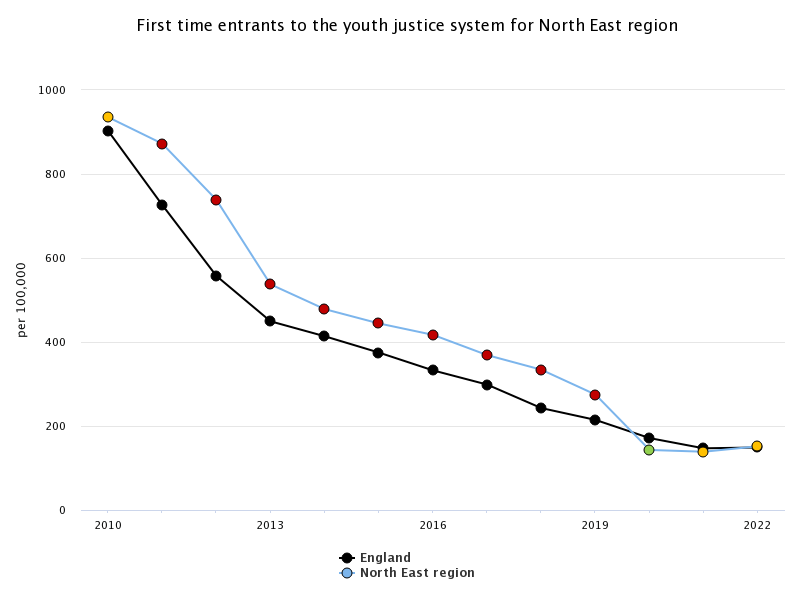 First time entrants to the youth justice system for North East region
per 100,000
1000
800
600
400
200
0
2010 2013 2016 2019 2022
England
North East region